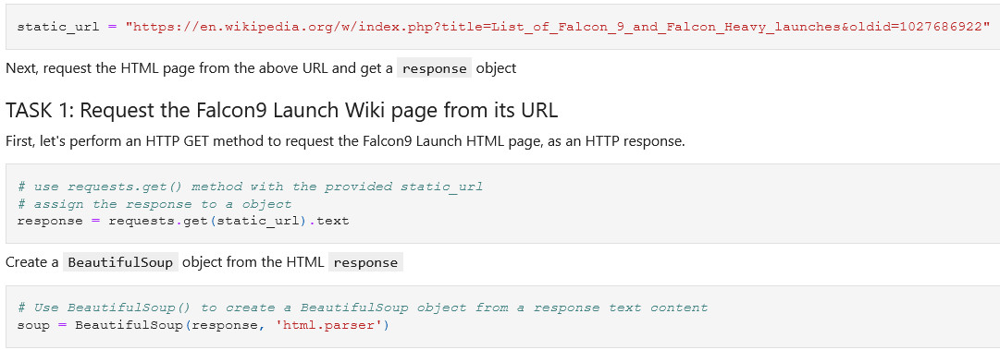 static_url = "https://en.wikipedia.org/w/index.php?title=List_of_Falcon_9_and_Falcon_Heavy_launches&oldid=1027686922"
Next, request the HTML page from the above URL and get a response object
TASK 1: Request the Falcon9 Launch Wiki page from its URL
First, let's perform an HTTP GET method to request the Falcon9 Launch HTML page, as an HTTP response.
# use requests.get() method with the provided static_url
# assign the response to a object
response = requests.get(static_url).text
Create a BeautifulSoup object from the HTML response
# Use BeautifulSoup() to create a BeautifulSoup object from a response text content
soup = BeautifulSoup(response, 'html.parser')